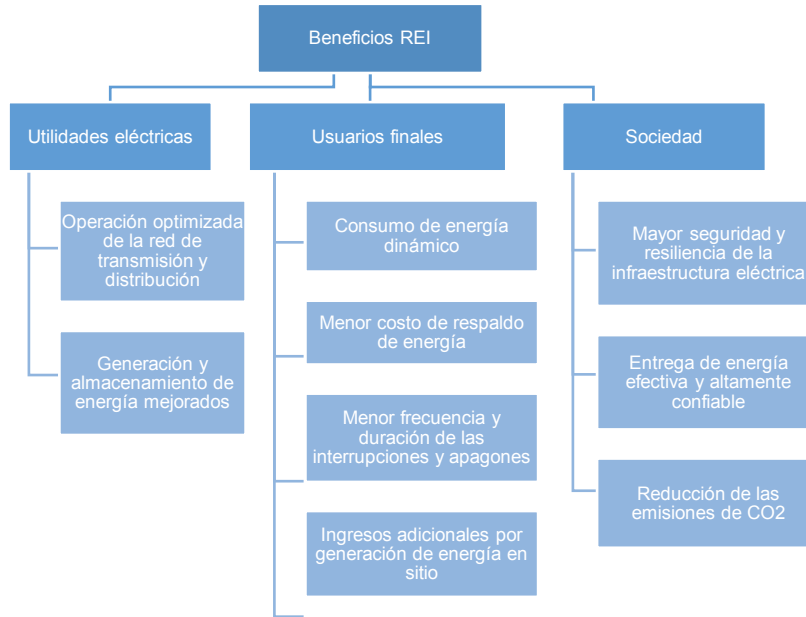 Beneficios REI
Utilidades eléctricas
Operación optimizada
de la red de
transmisión y
distribución
Generación y
almacenamiento de
energía mejorados
Usuarios finales
Consumo de energía
dinámico
Menor costo de respaldo
de energía
Menor frecuencia y
duración de las
interrupciones y apagones
Ingresos adicionales por
generación de energía en
sitio
Sociedad
Mayor seguridad y
resiliencia de la
infraestructura eléctrica
Entrega de energía
efectiva y altamente
confiable
Reducción de las
emisiones de CO2